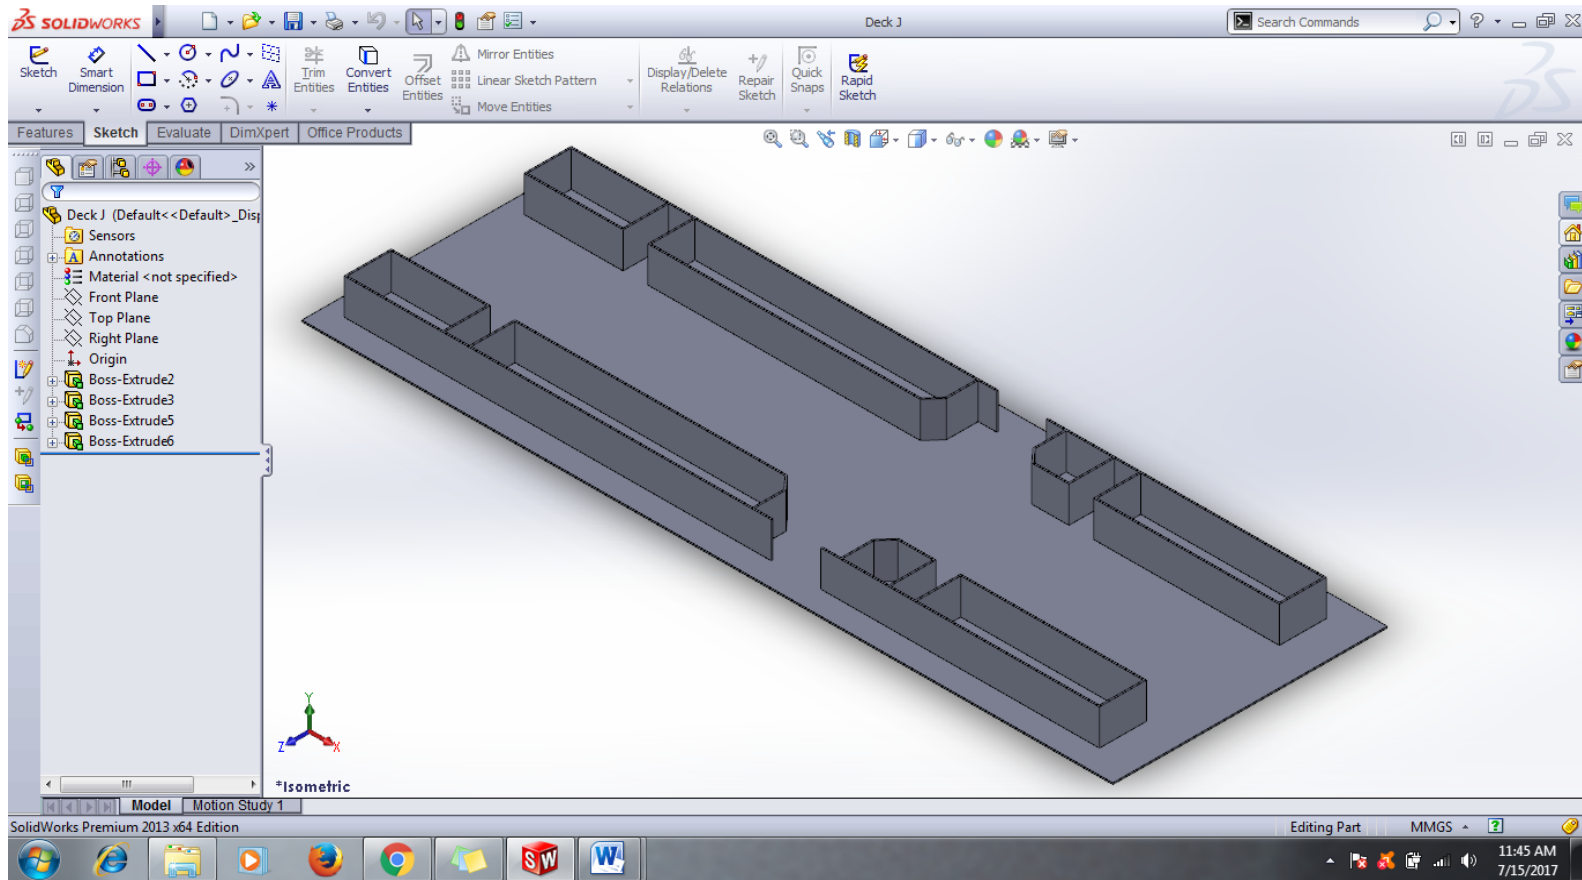 SOLIDWORKS
Deck J
Search Commands
Sketch
Smart Dimension
Trim Entities
Convert Entities
Offset Entities
Mirror Entities
Linear Sketch Pattern
Move Entities
Display/Delete Relations
Repair Sketch
Quick Snaps
Rapid Sketch
Features
Sketch
Evaluate
DimXpert
Office Products
Deck J (Default<<Default>_Disp
Sensors
A Annotations
Material <not specified>
Front Plane
Top Plane
Right Plane
Origin
Boss-Extrude2
Boss-Extrude3
Boss-Extrude5
Boss-Extrude6
Y
Z
X
*Isometric
Model
Motion Study 1
SolidWorks Premium 2013 x64 Edition
Editing Part
MMGS
SW
W
11:45 AM
7/15/2017